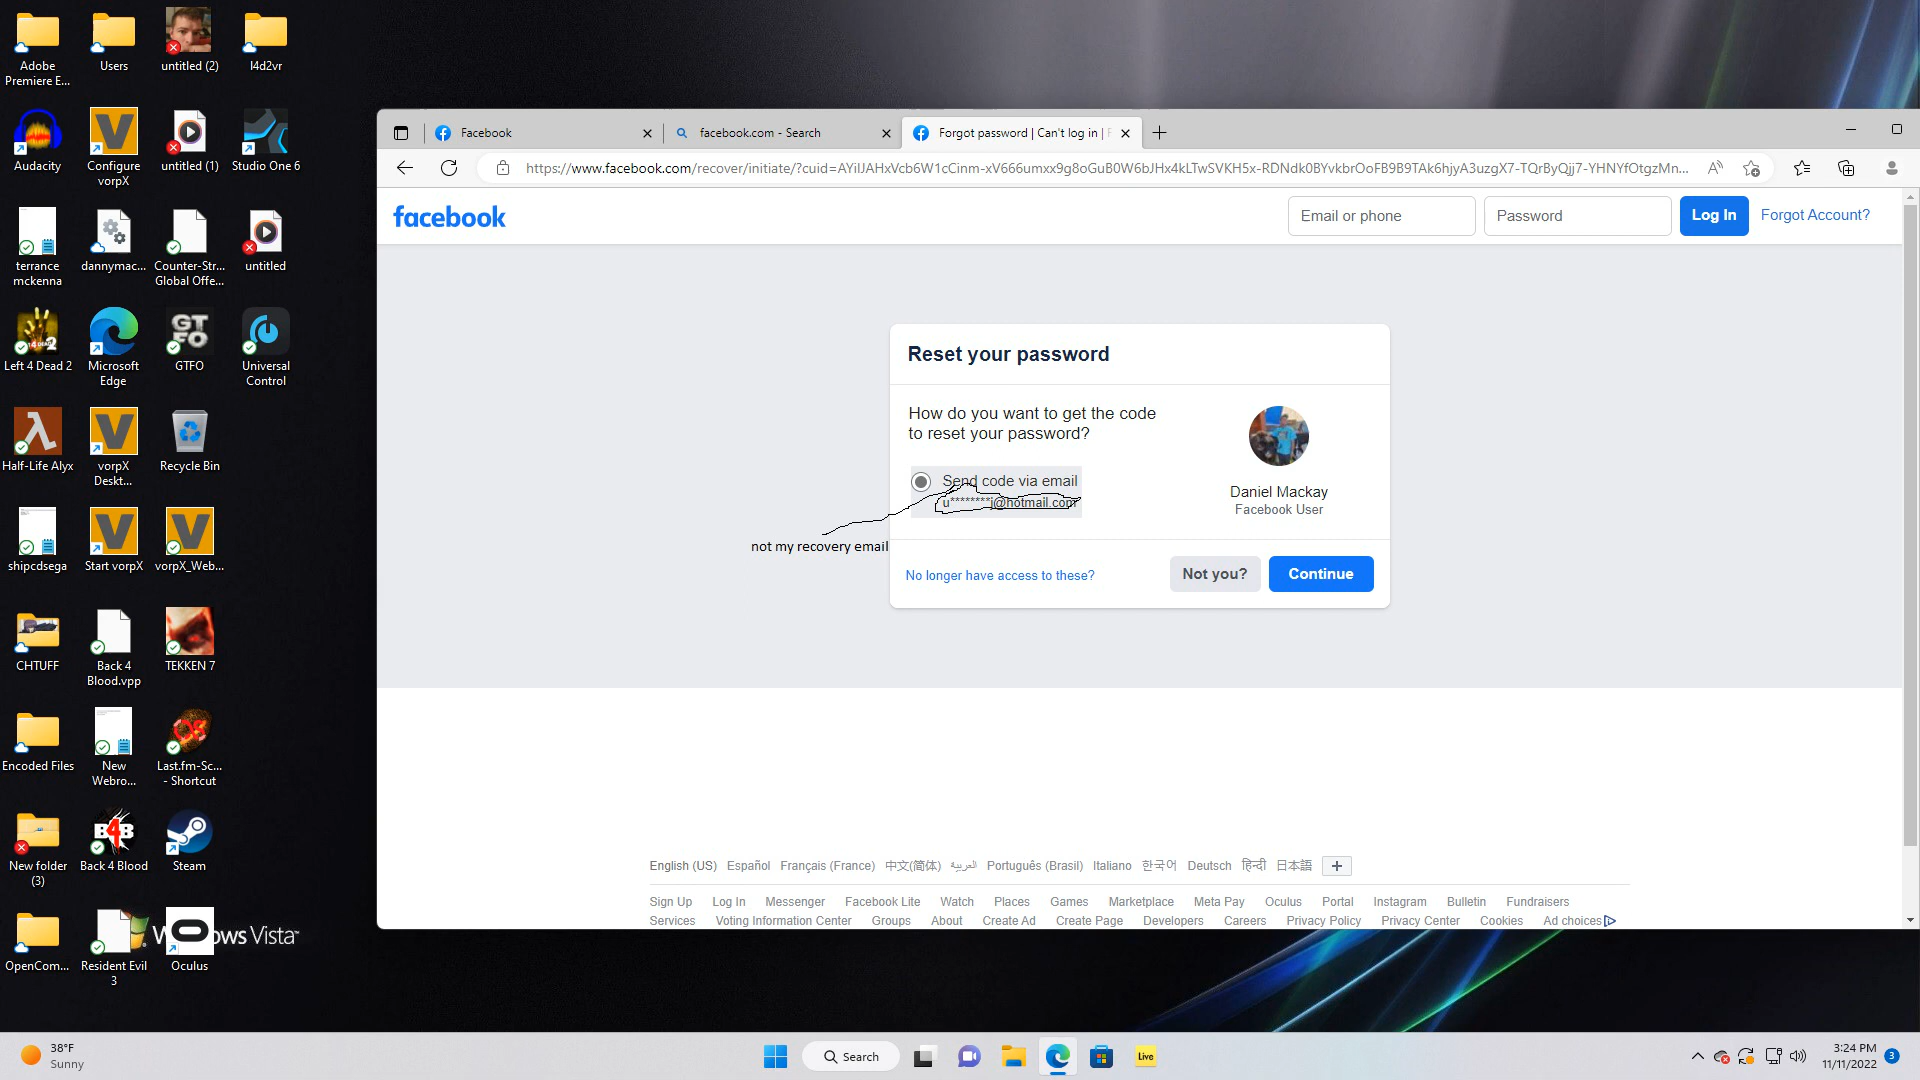 Adobe
Premiere E...
Users
untitled (2)
l4d2vr
Audacity
Configure
vorpX
untitled (1)
Studio One 6
terrance
mckenna
dannymac...
Counter-Str...
Global Offe...
untitled
Left 4 Dead 2
Microsoft
Edge
GTFO
Universal
Control
Half-Life Alyx
vorpX
Deskt...
Recycle Bin
shipcdsega
Start vorpX
vorpX_Web...
CHTUFF
Back 4
Blood.vpp
TEKKEN 7
Encoded Files
New
Webro...
Last.fm-Sc...
- Shortcut
New folder
(3)
Back 4 Blood
Steam
OpenCom...
Resident Evil
3
Oculus
Windows Vista
Facebook
facebook.com - Search
Forgot password | Can't log in | F
https://www.facebook.com/recover/initiate/?cuid=AYilJAHxVcb6W1cCinm-xV666umxx9g8oGuB0W6bJHx4kLTwSVKH5x-RDNdk0BYvkbrOoFB9B9TAk6hjyA3uzgX7-TQrByQjj7-YHNYfOtgzMn...
facebook
Email or phone
Password
Log In
Forgot Account?
Reset your password
How do you want to get the code
to reset your password?
Send code via email
u********j@hotmail.com
Daniel Mackay
Facebook User
not my recovery email
No longer have access to these?
Not you?
Continue
English (US) Español Français (France) 中文(简体) العربية Português (Brasil) Italiano 한국어 Deutsch हिन्दी 日本語
Sign Up Log In Messenger Facebook Lite Watch Places Games Marketplace Meta Pay Oculus Portal Instagram Bulletin Fundraisers
Services Voting Information Center Groups About Create Ad Create Page Developers Careers Privacy Policy Privacy Center Cookies Ad choices
38°F
Sunny
Search
Live
3:24 PM
11/11/2022
3